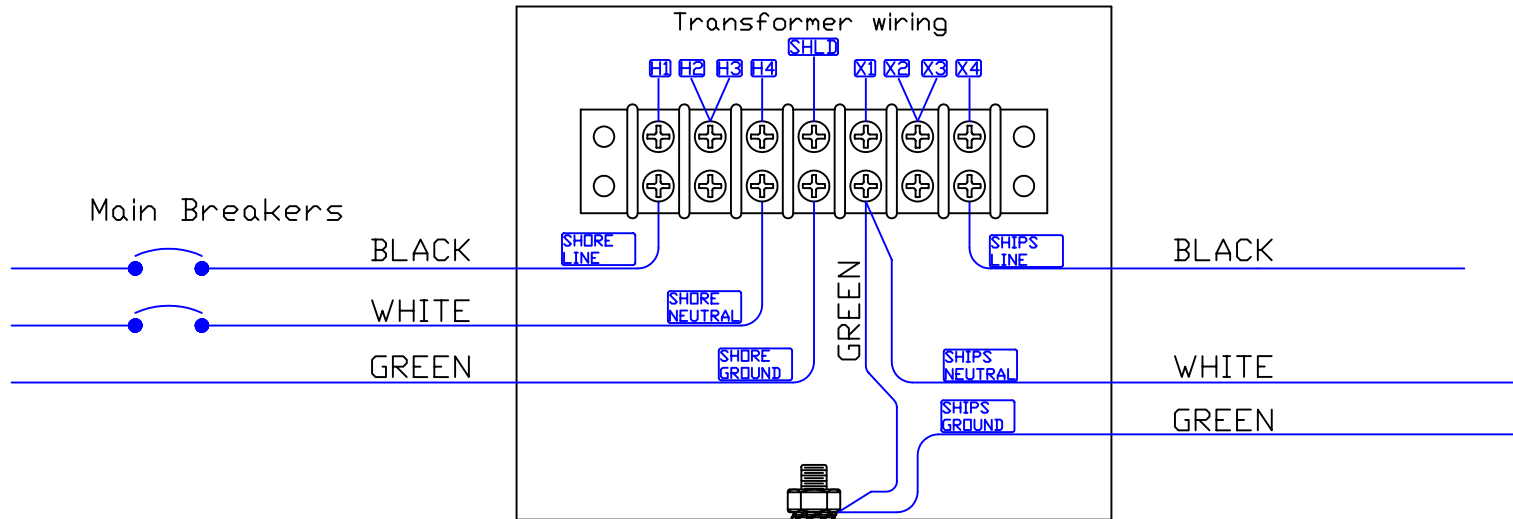 Transformer wiring
SHLD
H1 H2 H3 H4 X1 X2 X3 X4
Main Breakers
BLACK
SHORE
LINE
SHIPS
LINE
BLACK
WHITE
SHORE
NEUTRAL
GREEN
GREEN
SHORE
GROUND
SHIPS
NEUTRAL
WHITE
SHIPS
GROUND
GREEN